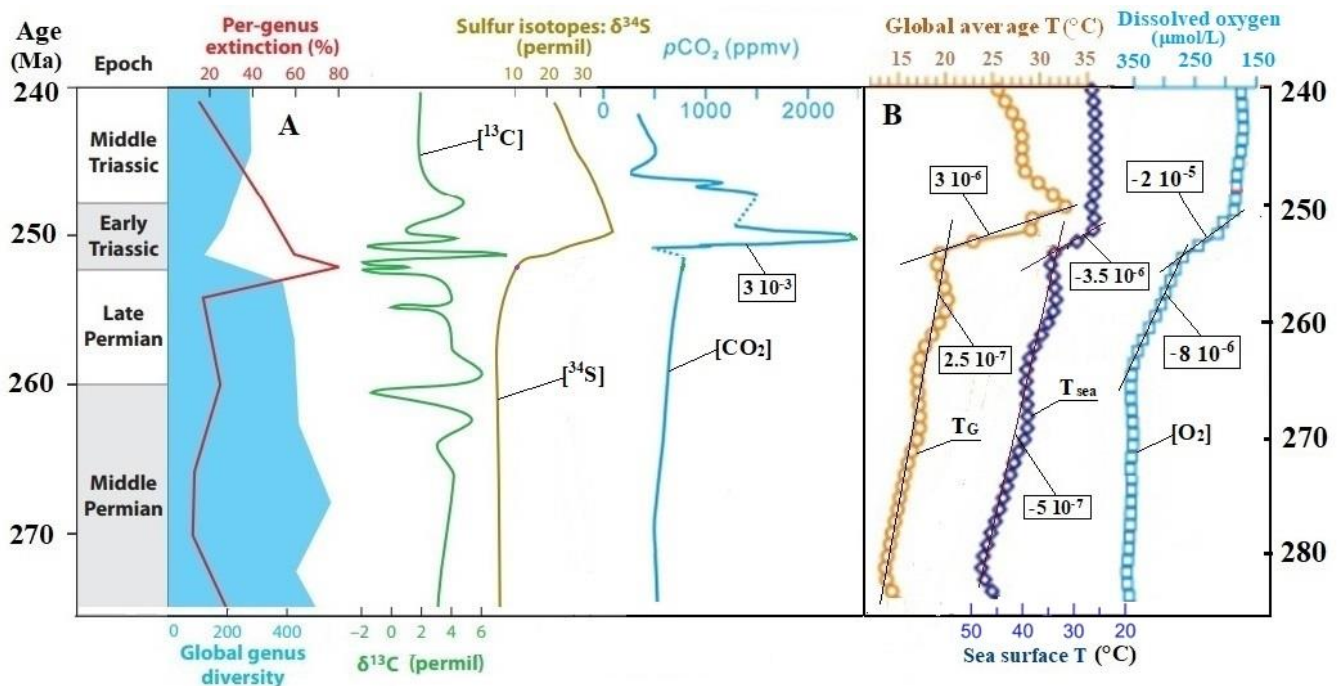 Age
(Ma)
Epoch
Per-genus
extinction (%)
20 40 60 80
Sulfur isotopes: δ³⁴S
(permil)
10 20 30
pCO₂ (ppmv)
0 1000 2000
Global average T(°C)
15 20 25 30 35
Dissolved oxygen
(μmol/L)
350 250 150
240
250
260
270
Middle
Triassic
Early
Triassic
Late
Permian
Middle
Permian
A
[¹³C]
[³⁴S]
[CO₂]
3 10⁻³
B
3 10⁻⁶
-2 10⁻⁵
-3.5 10⁻⁶
2.5 10⁻⁷
-8 10⁻⁶
T sea
TG
[O₂]
-5 10⁻⁷
240
250
260
270
280
0 200 400
Global genus
diversity
-2 0 2 4 6
δ¹³C (permil)
50 40 30 20
Sea surface T (°C)